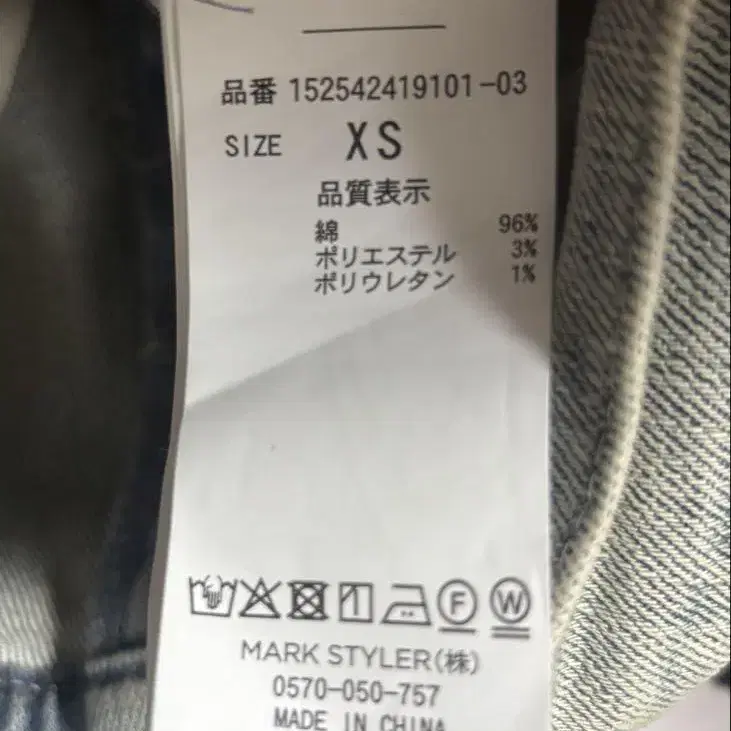 品番 152542419101-03
SIZE XS
品質表示
綿 96%
ポリエステル 3%
ポリウレタン 1%
F W
MARK STYLER(株)
0570-050-757
MADE IN CHINA